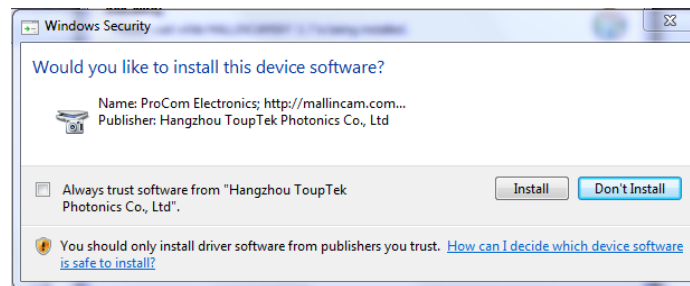 Windows Security
Would you like to install this device software?
Name: ProCom Electronics; http://mallincam.com...
Publisher: Hangzhou ToupTek Photonics Co., Ltd
Always trust software from "Hangzhou ToupTek
Photonics Co., Ltd".
Install
Don't Install
You should only install driver software from publishers you trust. How can I decide which device software
is safe to install?